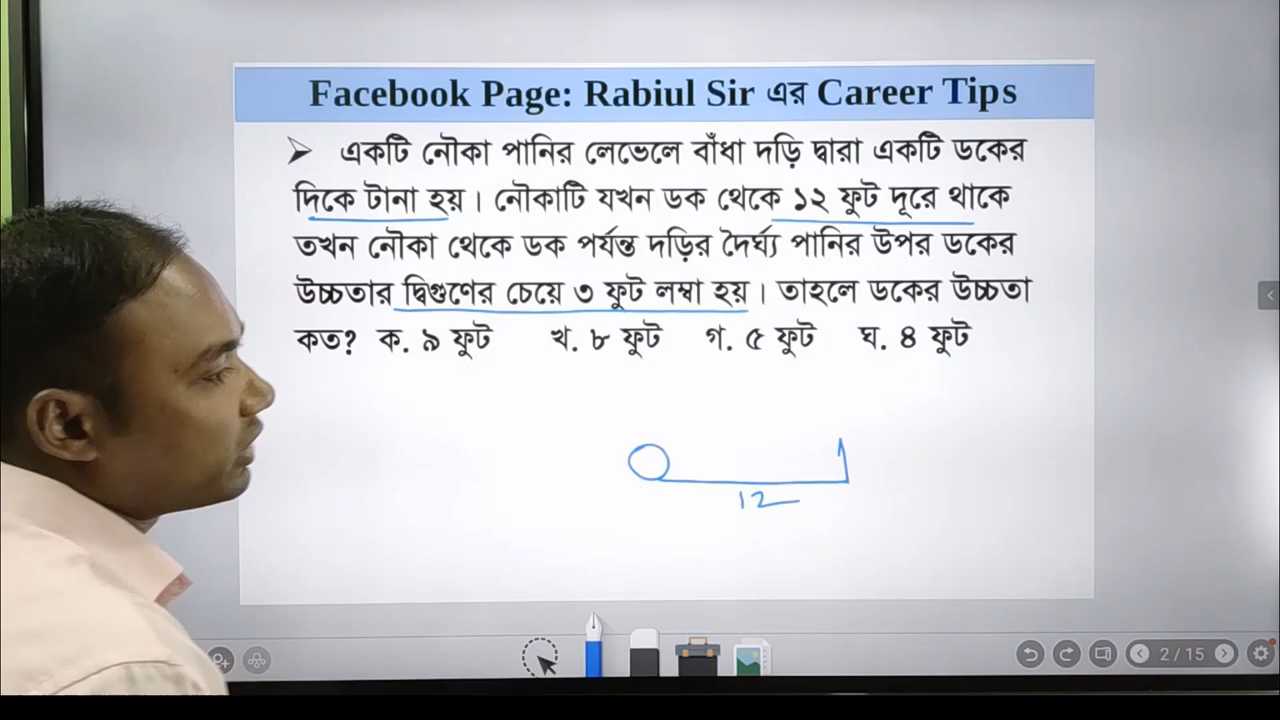 Facebook Page: Rabiul Sir এর Career Tips
➢ একটি নৌকা পানির লেভেলে বাঁধা দড়ি দ্বারা একটি ডকের
দিকে টানা হয়। নৌকাটি যখন ডক থেকে ১২ ফুট দূরে থাকে
তখন নৌকা থেকে ডক পর্যন্ত দড়ির দৈর্ঘ্য পানির উপর ডকের
উচ্চতার দ্বিগুণের চেয়ে ৩ ফুট লম্বা হয়। তাহলে ডকের উচ্চতা
কত? ক. ৯ ফুট খ. ৮ ফুট গ. ৫ ফুট ঘ. ৪ ফুট
12
2/15